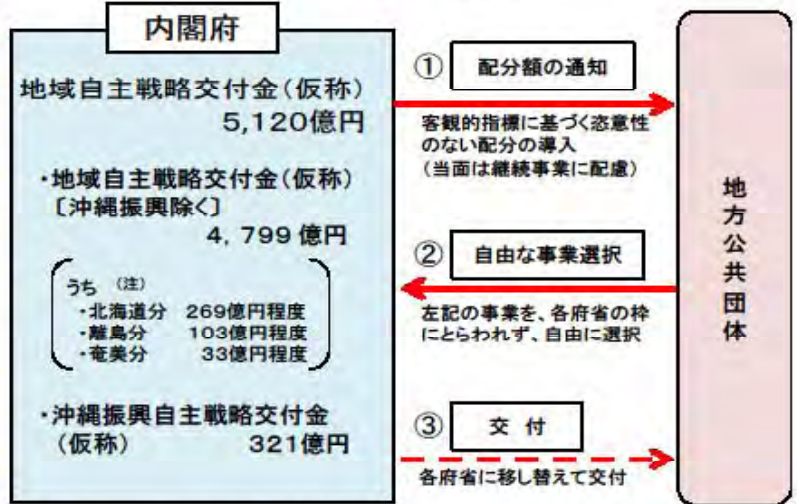 内閣府
地域自主戦略交付金(仮称)
5,120億円
・地域自主戦略交付金(仮称)
〔沖縄振興除く〕
4,799億円
うち (注)
・北海道分 269億円程度
・離島分 103億円程度
・奄美分 33億円程度
・沖縄振興自主戦略交付金
(仮称) 321億円
① 配分額の通知
客観的指標に基づく恣意性
のない配分の導入
(当面は継続事業に配慮)
② 自由な事業選択
左記の事業を、各府省の枠
にとらわれず、自由に選択
③ 交 付
各府省に移し替えて交付
地方公共団体